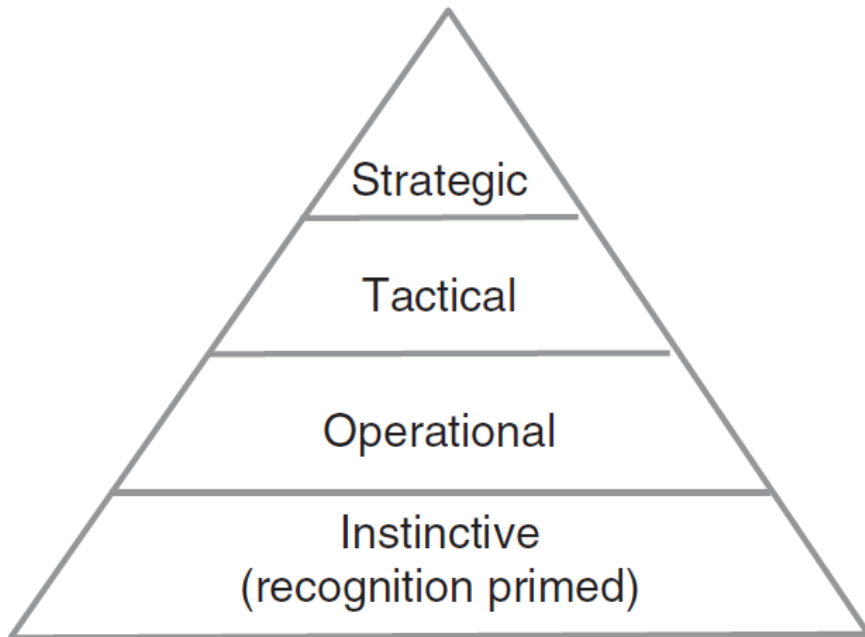 Strategic
Tactical
Operational
Instinctive
(recognition primed)